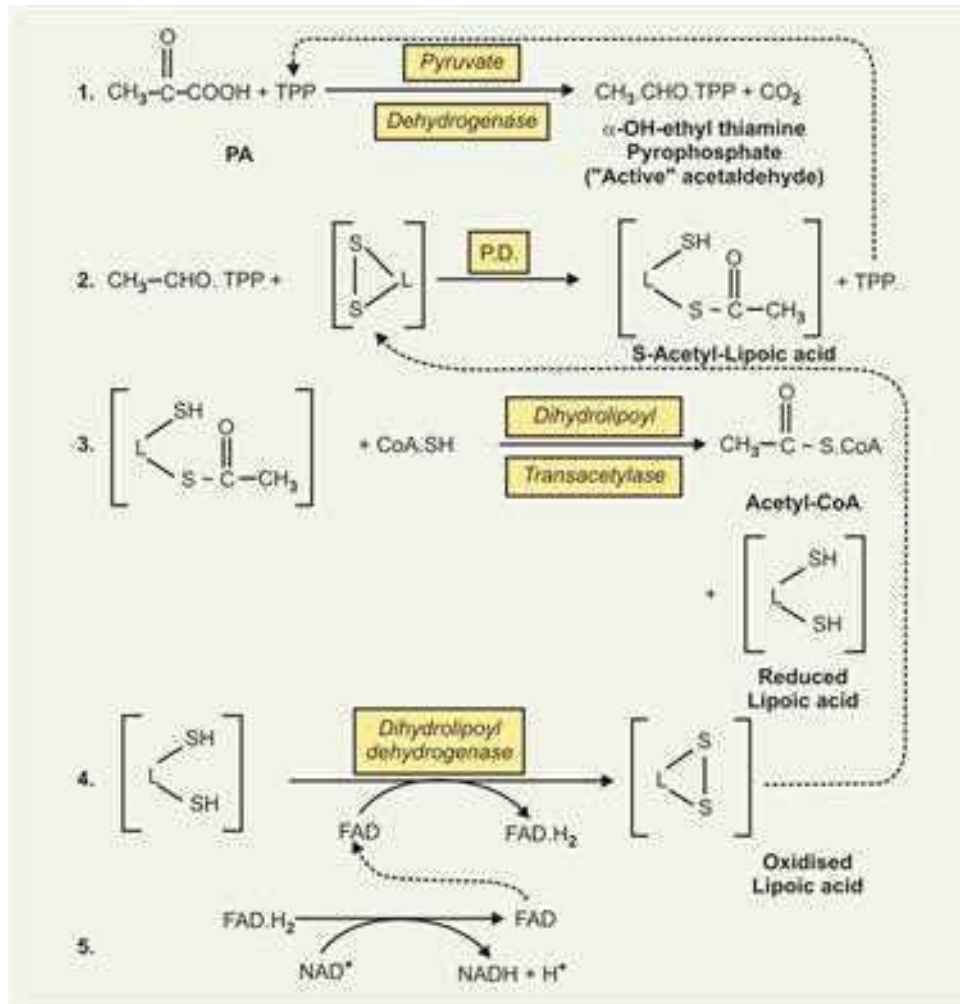 O
1. CH₃–C–COOH + TPP
Pyruvate
Dehydrogenase
CH₃.CHO.TPP + CO₂
PA
α-OH-ethyl thiamine
Pyrophosphate
("Active" acetaldehyde)
2. CH₃–CHO. TPP +
S
S
L
P.D.
SH
L
O
S – C – CH₃
+ TPP
S-Acetyl-Lipoic acid
3.
SH
L
O
S – C – CH₃
+ CoA.SH
Dihydrolipoyl
Transacetylase
O
CH₃– C – S.CoA
Acetyl-CoA
+
SH
L
SH
Reduced
Lipoic acid
4.
SH
L
SH
Dihydrolipoyl
dehydrogenase
FAD
FAD.H₂
S
L
S
Oxidised
Lipoic acid
5.
FAD.H₂
FAD
NAD⁺
NADH + H⁺